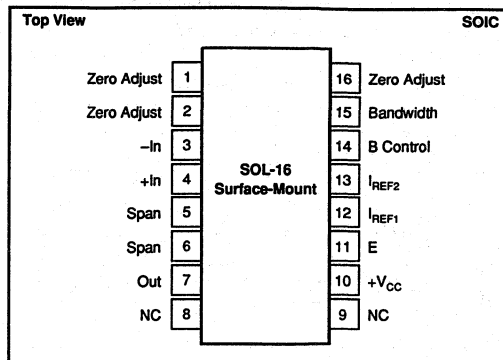 Top View SOIC
Zero Adjust 1 16 Zero Adjust
Zero Adjust 2 15 Bandwidth
–In 3 14 B Control
SOL-16
Surface-Mount
+In 4 13 IREF2
Span 5 12 IREF1
Span 6 11 E
Out 7 10 +VCC
NC 8 9 NC